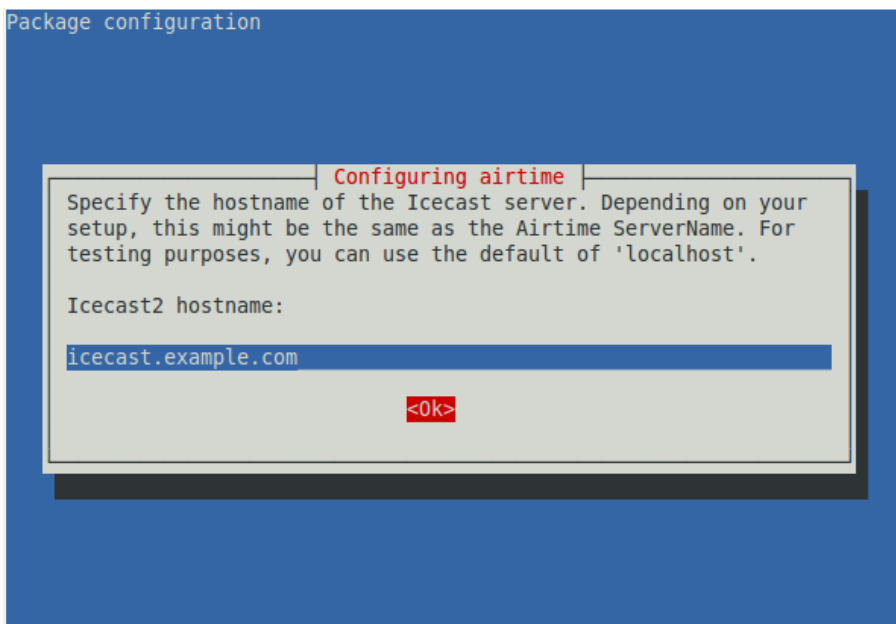 Package configuration
Configuring airtime
Specify the hostname of the Icecast server. Depending on your
setup, this might be the same as the Airtime ServerName. For
testing purposes, you can use the default of 'localhost'.
Icecast2 hostname:
icecast.example.com
<Ok>